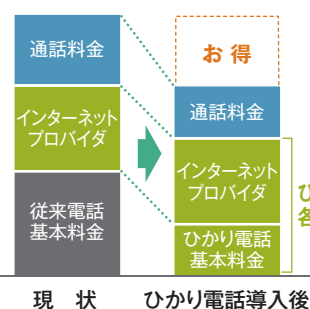 通話料金
インターネット
プロバイダ
従来電話
基本料金
現 状
お 得
通話料金
インターネット
プロバイダ
ひかり電話
基本料金
ひかり電話導入後